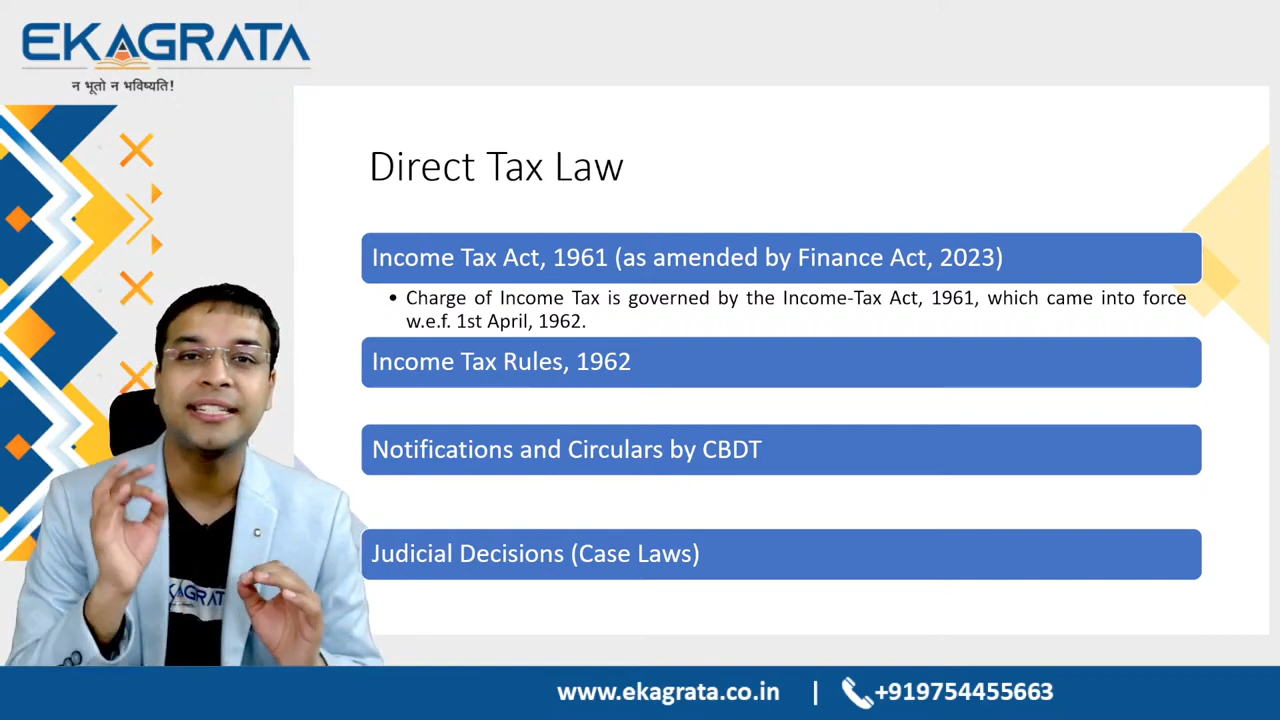 EKAGRATA
न भूतो न भविष्यति!
Direct Tax Law
Income Tax Act, 1961 (as amended by Finance Act, 2023)
• Charge of Income Tax is governed by the Income-Tax Act, 1961, which came into force
w.e.f. 1st April, 1962.
Income Tax Rules, 1962
Notifications and Circulars by CBDT
Judicial Decisions (Case Laws)
EKAGRATA
www.ekagrata.co.in | +919754455663